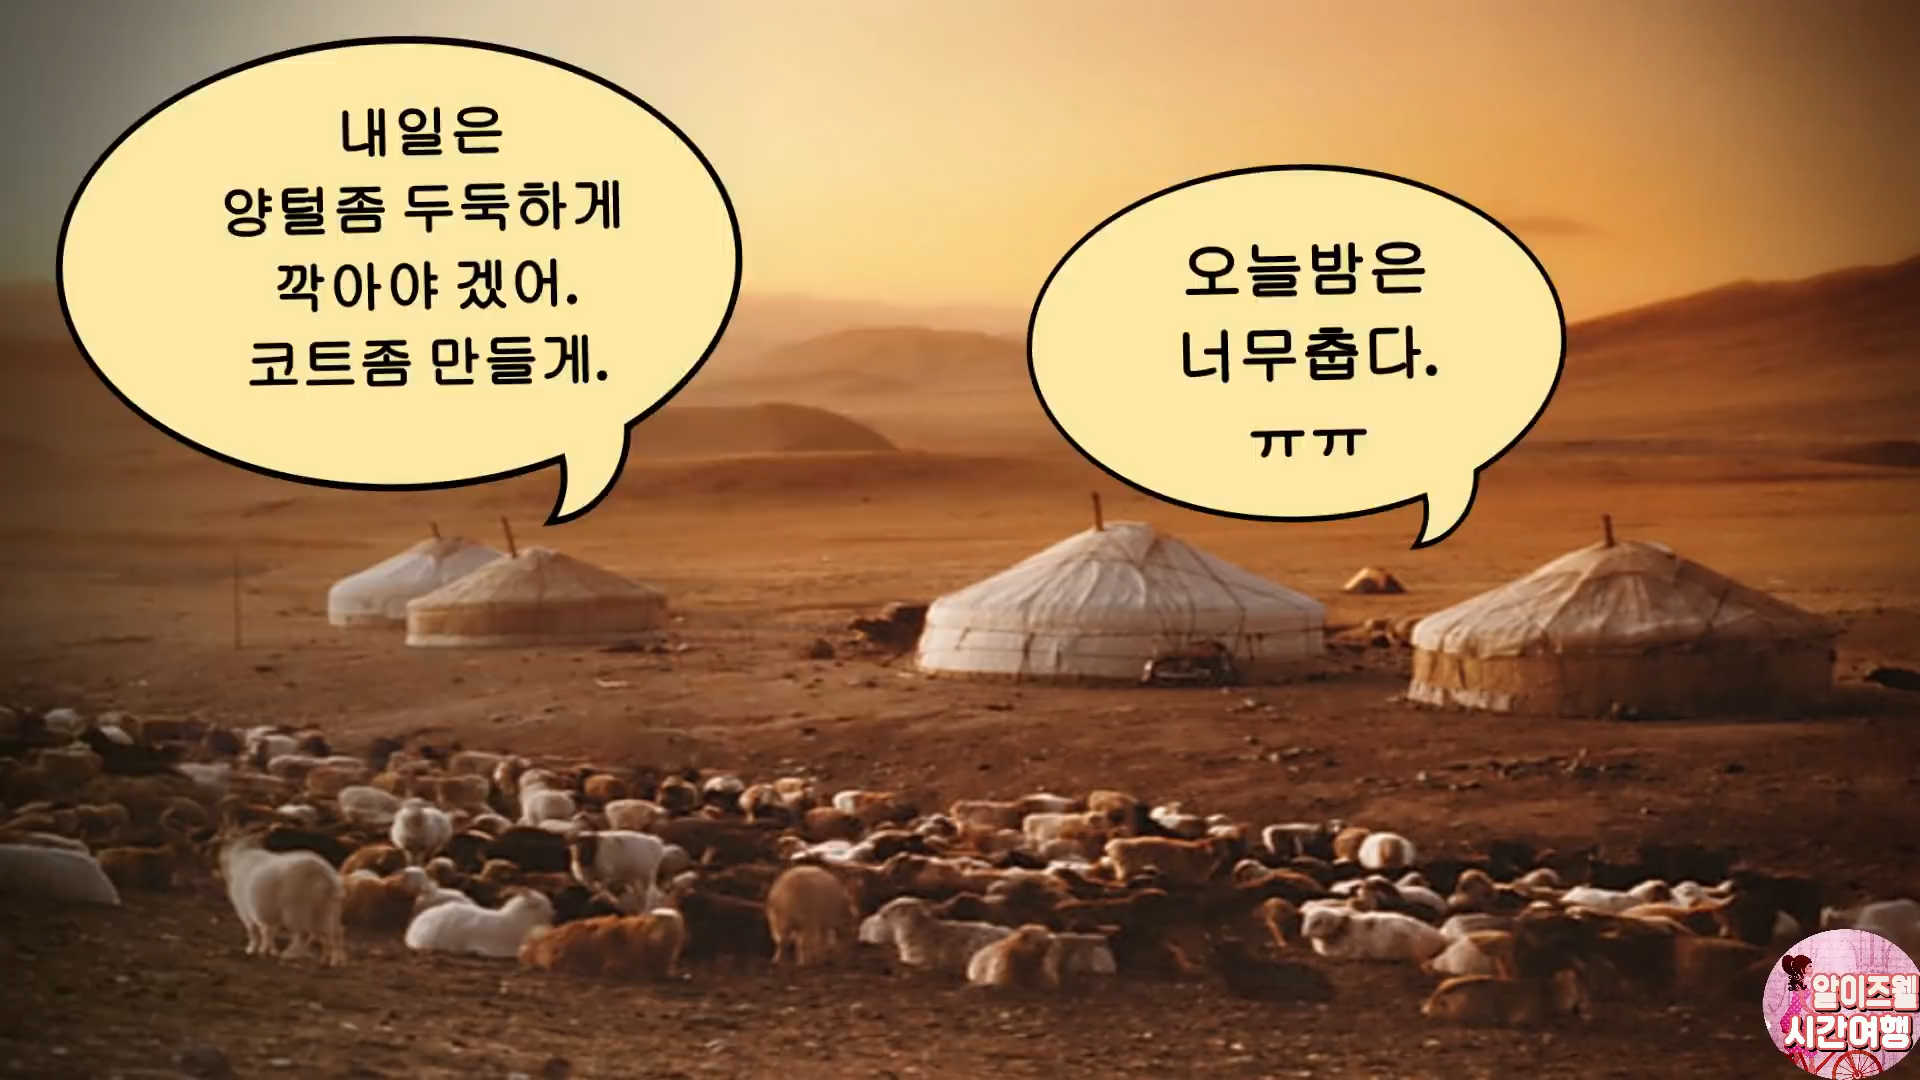 내일은
양털좀 두둑하게
깍아야 겠어.
코트좀 만들게.
오늘밤은
너무춥다.
ㅠㅠ
알이즈웰
시간여행